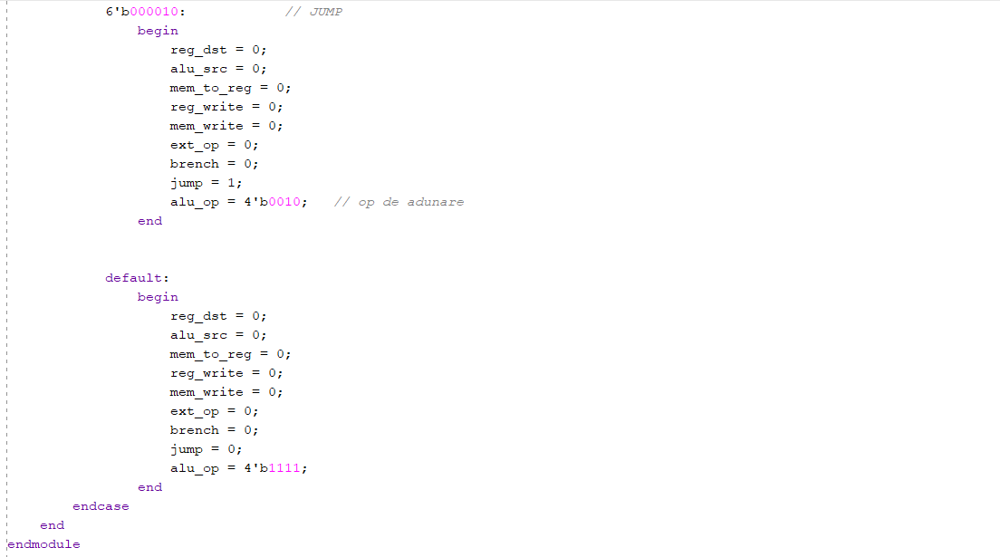 6'b000010: // JUMP
begin
reg_dst = 0;
alu_src = 0;
mem_to_reg = 0;
reg_write = 0;
mem_write = 0;
ext_op = 0;
brench = 0;
jump = 1;
alu_op = 4'b0010; // op de adunare
end
default:
begin
reg_dst = 0;
alu_src = 0;
mem_to_reg = 0;
reg_write = 0;
mem_write = 0;
ext_op = 0;
brench = 0;
jump = 0;
alu_op = 4'b1111;
end
endcase
end
endmodule